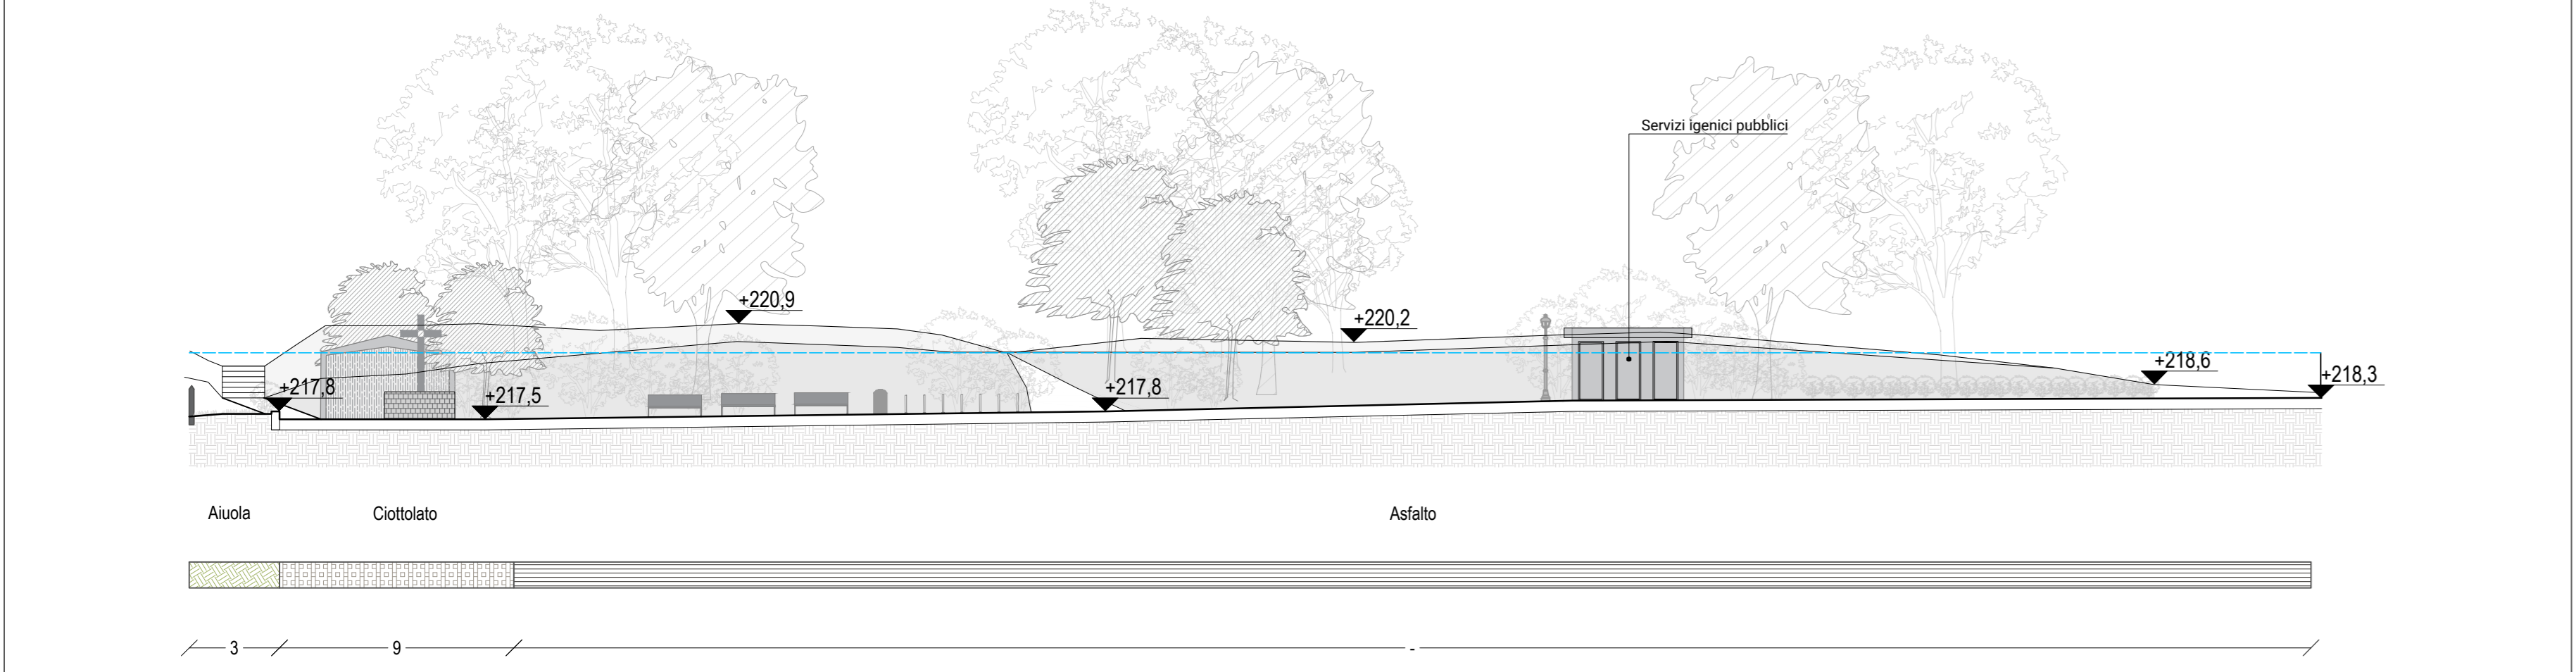 Servizi igenici pubblici
+220,9
+220,2
+217,8
+217,5
+217,8
+218,6
+218,3
Aiuola
Ciottolato
Asfalto
3
9
-